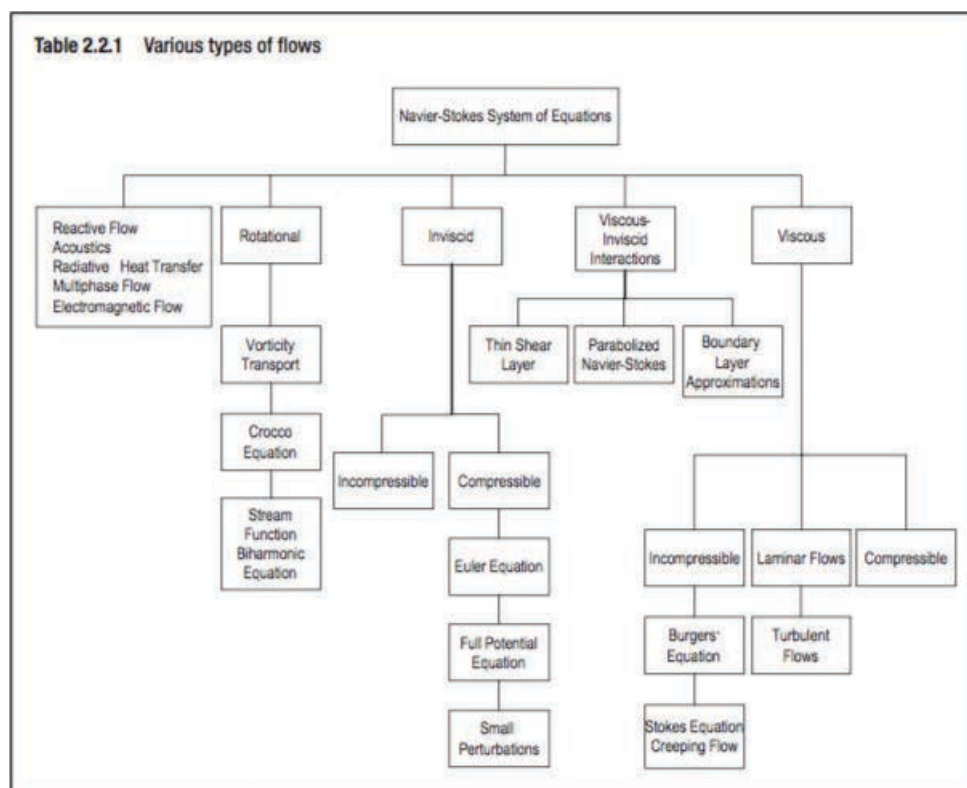 Table 2.2.1 Various types of flows
Navier-Stokes System of Equations
Reactive Flow
Acoustics
Radiative Heat Transfer
Multiphase Flow
Electromagnetic Flow
Rotational
Inviscid
Viscous-
Inviscid
Interactions
Viscous
Vorticity
Transport
Thin Shear
Layer
Parabolized
Navier-Stokes
Boundary
Layer
Approximations
Crocco
Equation
Incompressible
Compressible
Stream
Function
Biharmonic
Equation
Euler Equation
Incompressible
Laminar Flows
Compressible
Full Potential
Equation
Burgers'
Equation
Turbulent
Flows
Small
Perturbations
Stokes Equation
Creeping Flow